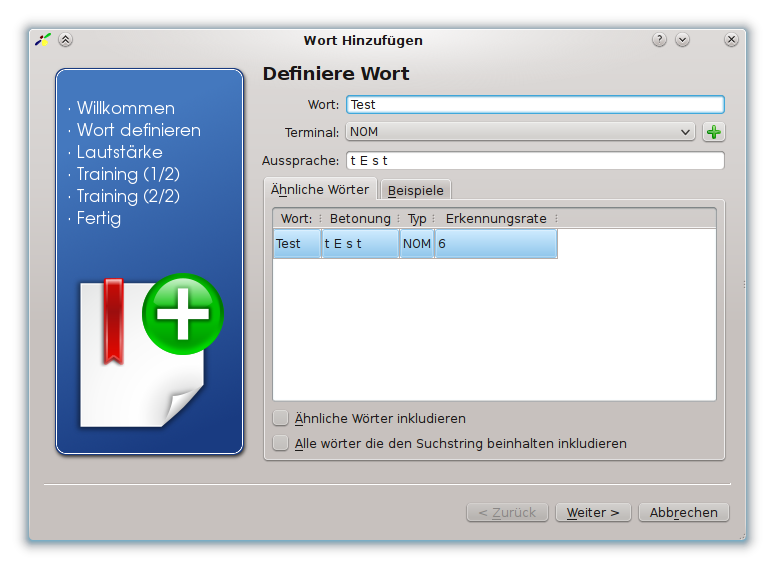 Wort Hinzufügen
· Willkommen
· Wort definieren
· Lautstärke
· Training (1/2)
· Training (2/2)
· Fertig
Definiere Wort
Wort: Test
Terminal: NOM
Aussprache: t E s t
Ähnliche Wörter Beispiele
Wort: Betonung Typ Erkennungsrate
Test t E s t NOM 6
Ähnliche Wörter inkludieren
Alle wörter die den Suchstring beinhalten inkludieren
< Zurück Weiter > Abbrechen